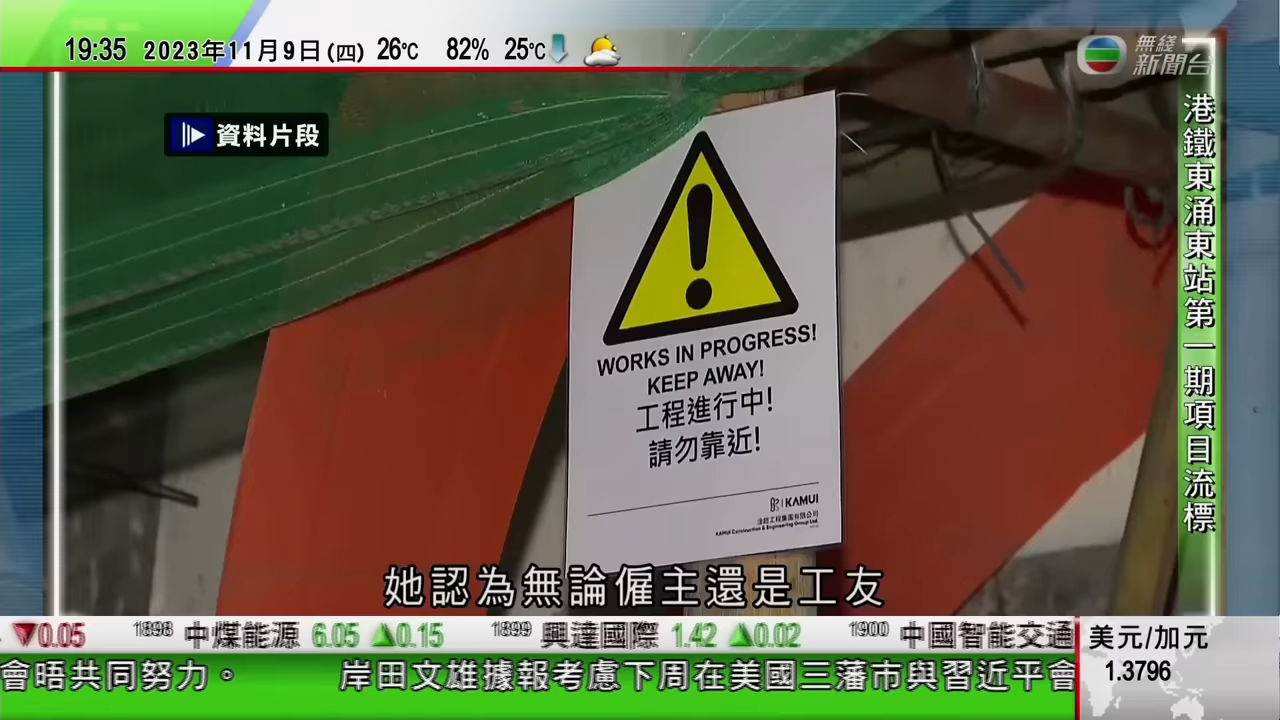 19:35 2023年11月9日(四) 26℃ 82% 25℃
無綫
新聞台
資料片段
港鐵東涌東站第一期項目流標
WORKS IN PROGRESS!
KEEP AWAY!
工程進行中!
請勿靠近!
KAMUI
KAMUI Construction & Engineering Group Ltd.
她認為無論僱主還是工友
0.05 1898 中煤能源 6.05 0.15 1899 興達國際 1.42 0.02 1900 中國智能交通
美元/加元
1.3796
會晤共同努力。 岸田文雄據報考慮下周在美國三藩市與習近平會